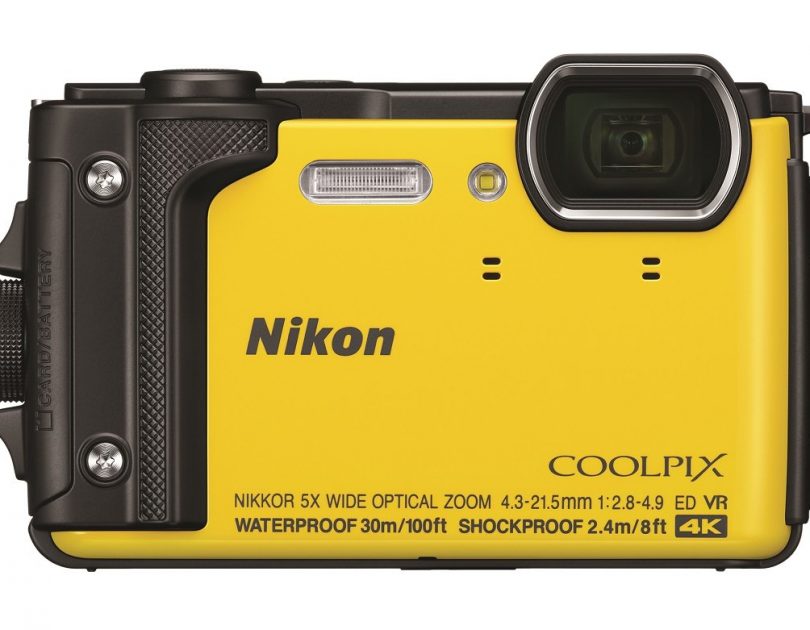 CARD/BATTERY
Nikon
COOLPIX
NIKKOR 5X WIDE OPTICAL ZOOM 4.3-21.5mm 1:2.8-4.9 ED VR
WATERPROOF 30m/100ft SHOCKPROOF 2.4m/8ft 4K